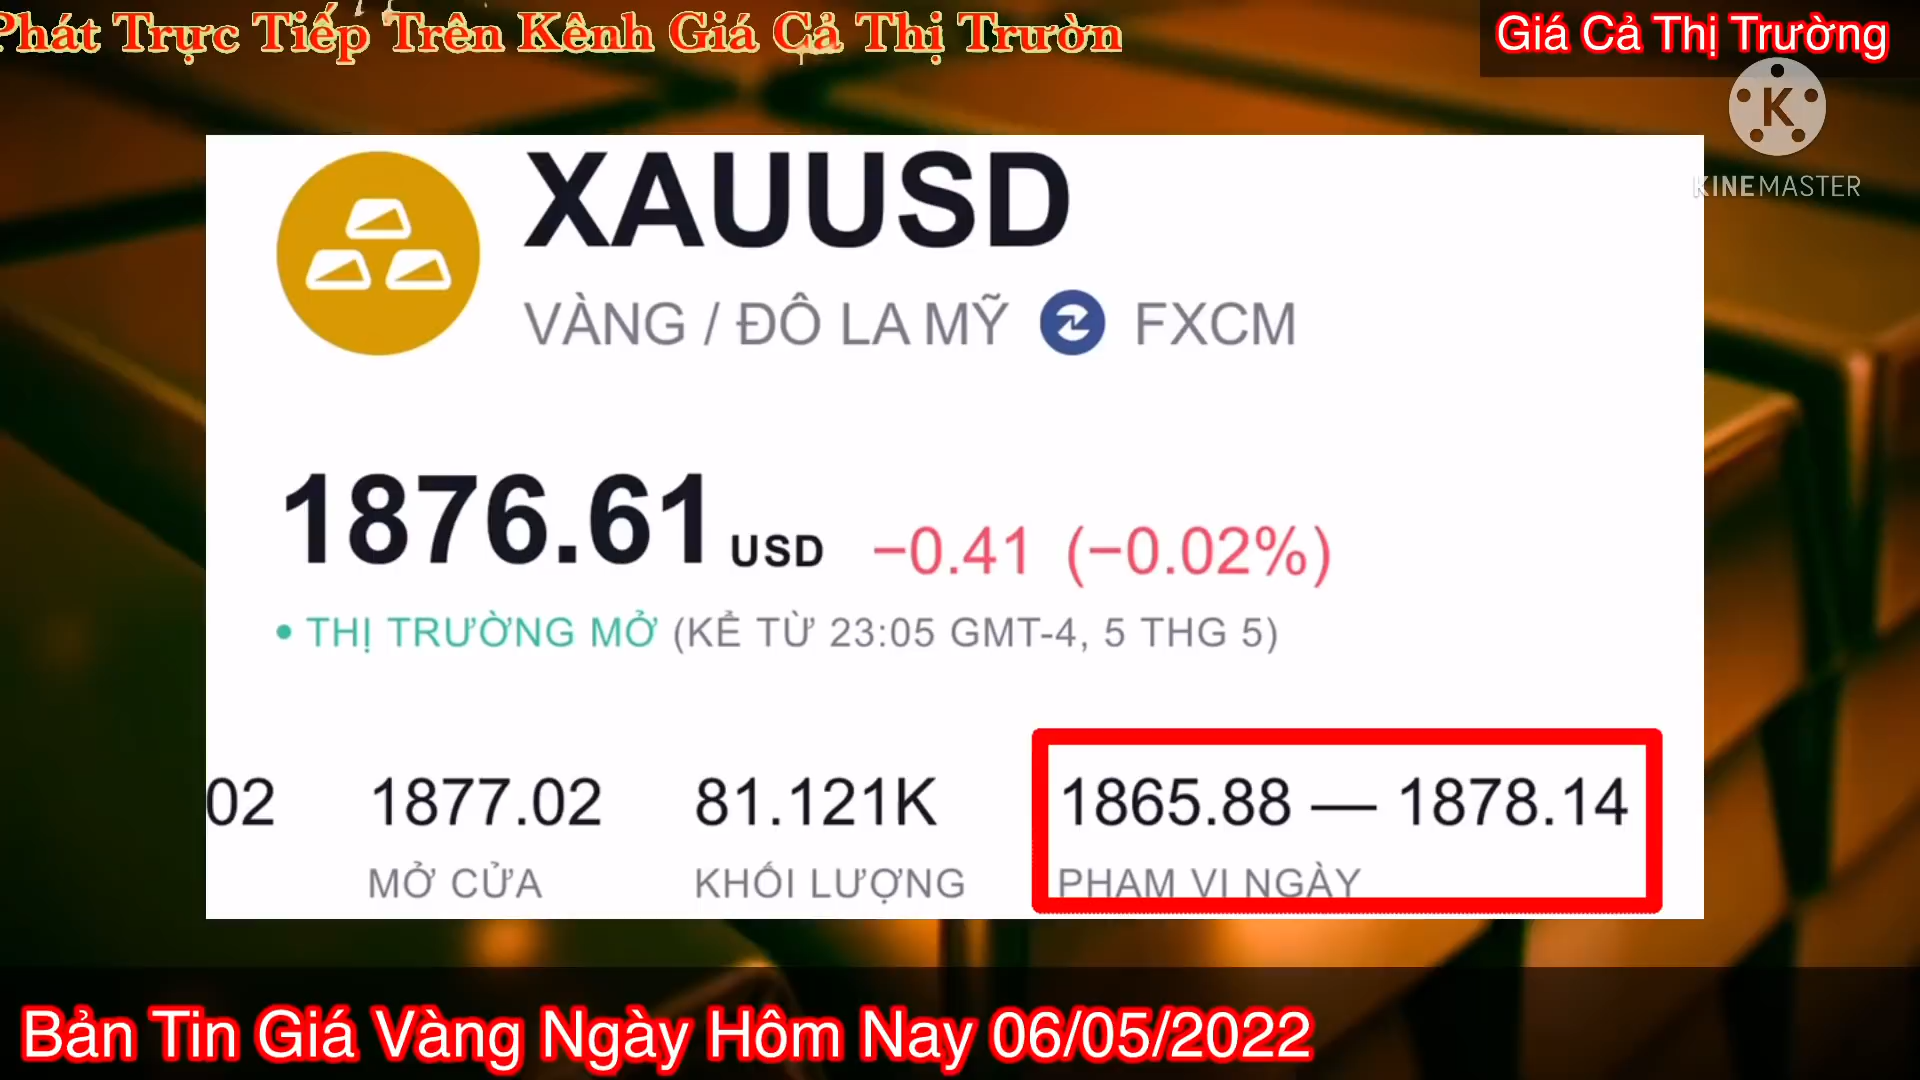 Phát Trực Tiếp Trên Kênh Giá Cả Thị Trườn
Giá Cả Thị Trường
K
KINEMASTER
XAUUSD
VÀNG / ĐÔ LA MỸ FXCM
1876.61 USD −0.41 (−0.02%)
• THỊ TRƯỜNG MỞ (KỂ TỪ 23:05 GMT-4, 5 THG 5)
02 1877.02 81.121K 1865.88 — 1878.14
MỞ CỬA KHỐI LƯỢNG PHẠM VI NGÀY
Bản Tin Giá Vàng Ngày Hôm Nay 06/05/2022